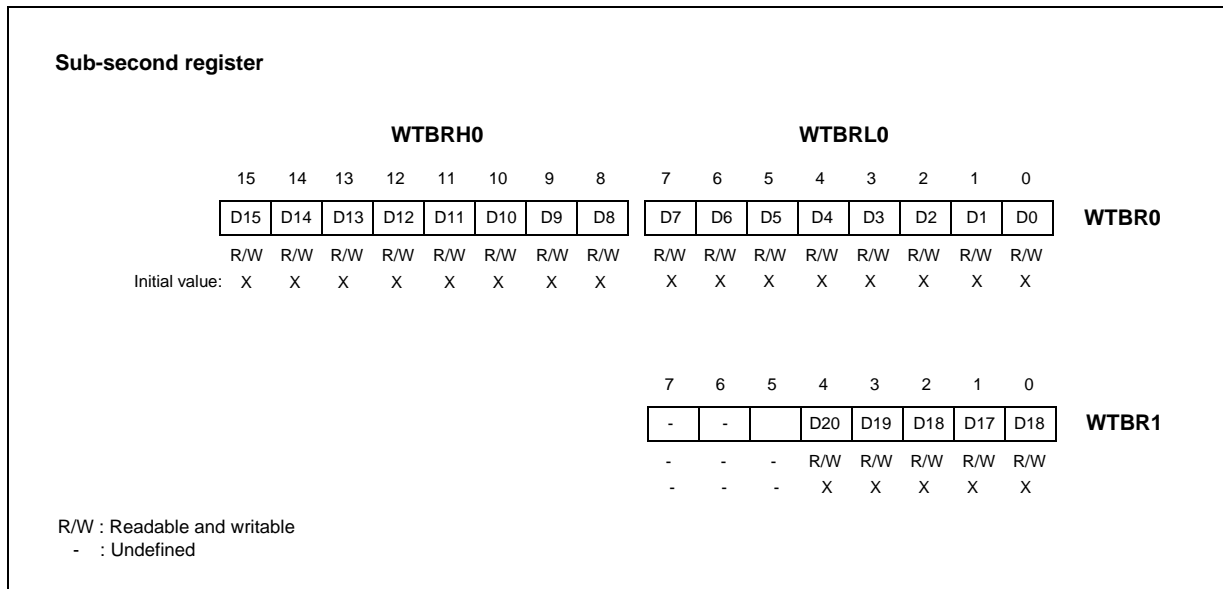 Sub-second register
WTBRH0 WTBRL0
15 14 13 12 11 10 9 8 7 6 5 4 3 2 1 0
D15 D14 D13 D12 D11 D10 D9 D8 D7 D6 D5 D4 D3 D2 D1 D0 WTBR0
R/W R/W R/W R/W R/W R/W R/W R/W R/W R/W R/W R/W R/W R/W R/W R/W
Initial value: X X X X X X X X X X X X X X X X
7 6 5 4 3 2 1 0
- - D20 D19 D18 D17 D18 WTBR1
- - - R/W R/W R/W R/W R/W
- - - X X X X X
R/W : Readable and writable
- : Undefined